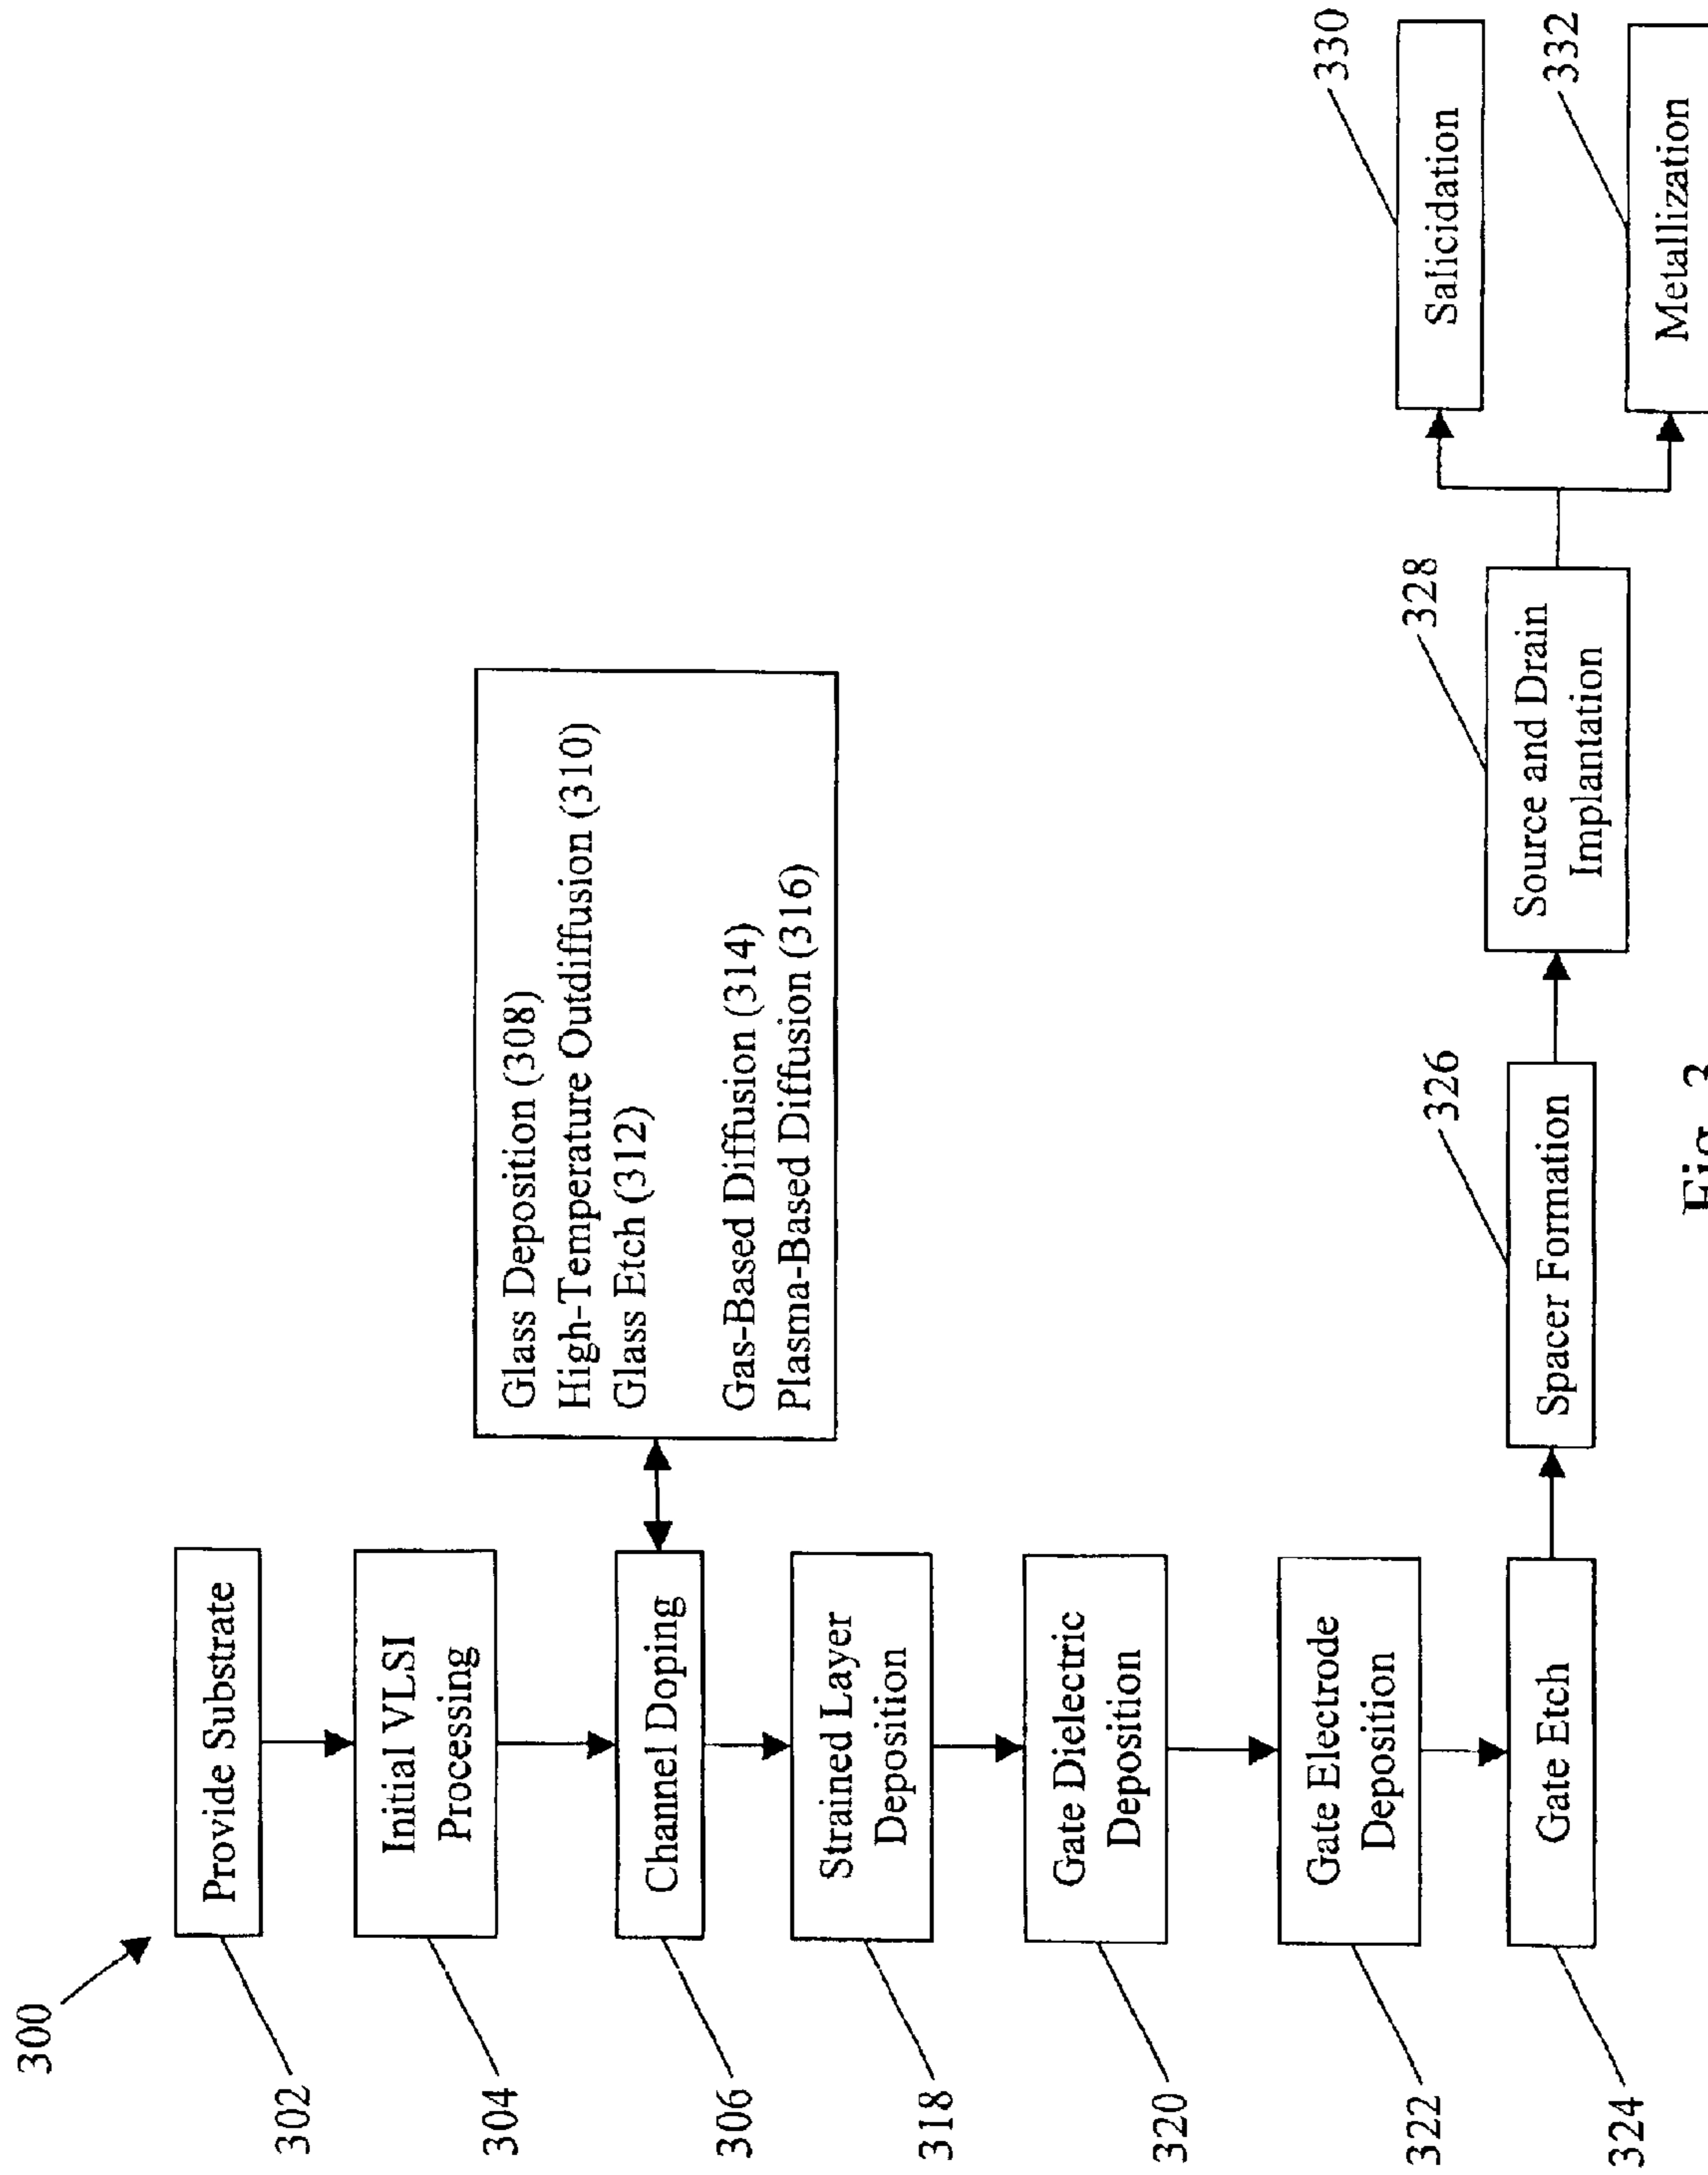 300
302
Provide Substrate
304
Initial VLSI
Processing
306
Channel Doping
Glass Deposition (308)
High-Temperature Outdiffusion (310)
Glass Etch (312)
Gas-Based Diffusion (314)
Plasma-Based Diffusion (316)
318
Strained Layer
Deposition
320
Gate Dielectric
Deposition
322
Gate Electrode
Deposition
324
Gate Etch
326
Spacer Formation
328
Source and Drain
Implantation
330
Salicidation
332
Metallization
Fig. 3